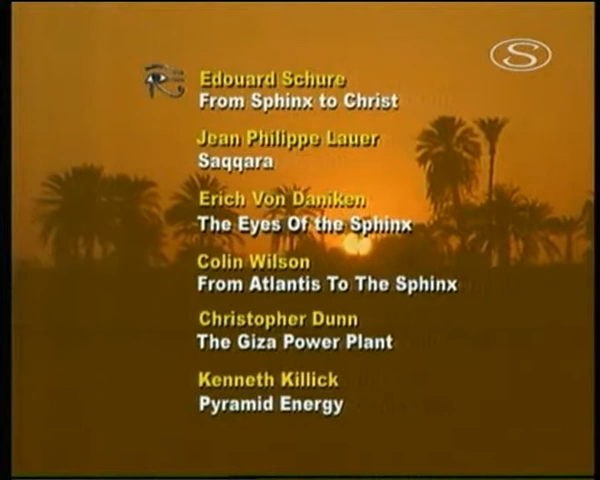 S
Edouard Schure
From Sphinx to Christ
Jean Philippe Lauer
Saqqara
Erich Von Daniken
The Eyes Of the Sphinx
Colin Wilson
From Atlantis To The Sphinx
Christopher Dunn
The Giza Power Plant
Kenneth Killick
Pyramid Energy